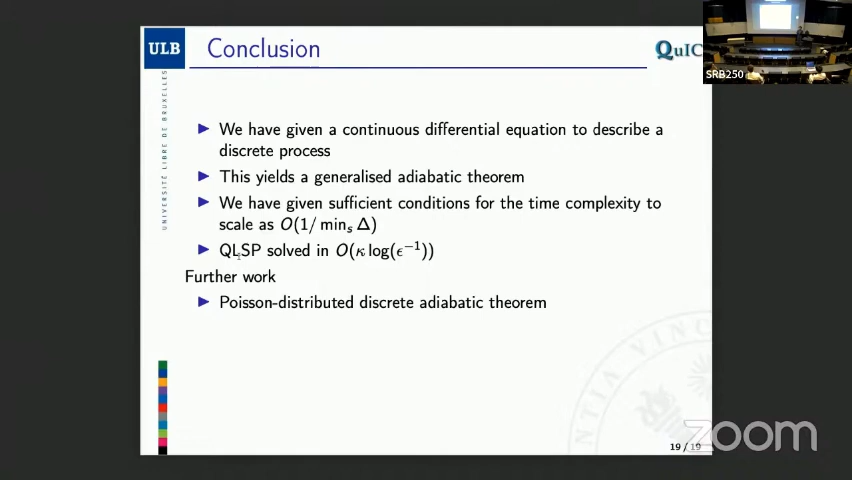 ULB
Conclusion
QuIC
SRB250
UNIVERSITÉ LIBRE DE BRUXELLES
▶ We have given a continuous differential equation to describe a
discrete process
▶ This yields a generalised adiabatic theorem
▶ We have given sufficient conditions for the time complexity to
scale as O(1/ min_s Δ)
▶ QLSP solved in O(κ log(ϵ⁻¹))
Further work
▶ Poisson-distributed discrete adiabatic theorem
19 / 19
zoom